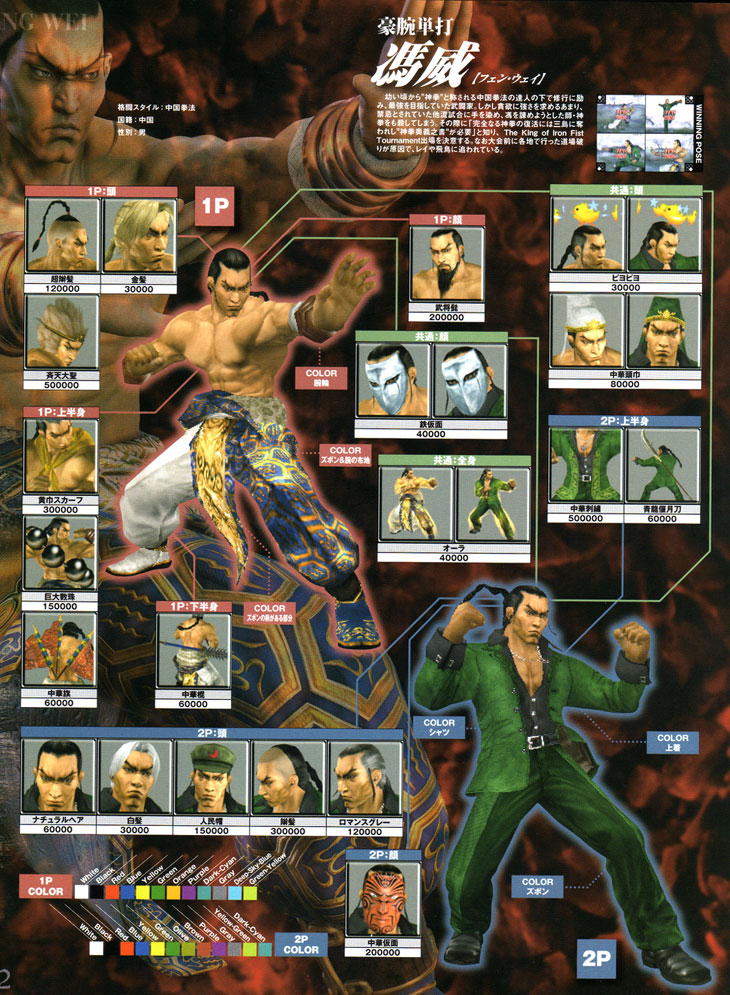 NG WEI
豪腕単打
馮威
【フェン・ウェイ】
格闘スタイル：中国拳法
国籍：中国
性別：男
幼い頃から"神拳"と称される中国拳法の達人の下で修行に励
み、最強を目指していた武闘家。しかし貪欲に強さを求めるあまり、
禁忌とされていた他流試合に手を染め、馮を諫めようとした師・神
拳をも殺してしまう。その際に「完全なる神拳の復活には三島に奪
われし"神拳奥義之書"が必要」と知り、The King of Iron Fist
Tournament出場を決意する。なお大会前に各地で行った道場破
りが原因で、レイや飛鳥に追われている。
WINNING POSE
1P
1P：頭
超辮髪
120000
金髪
30000
斉天大聖
500000
1P：顔
武将髭
200000
共通：頭
ピヨピヨ
30000
中華頭巾
80000
共通：顔
鉄仮面
40000
COLOR
腕輪
COLOR
ズボン&腕の布地
1P：上半身
黄巾スカーフ
300000
巨大数珠
150000
中華旗
60000
共通：全身
オーラ
40000
2P：上半身
中華刺繍
500000
青龍偃月刀
60000
1P：下半身
中華棍
60000
COLOR
ズボンの柄がある部分
2P：頭
ナチュラルヘア
60000
白髪
30000
人民帽
150000
辮髪
300000
ロマンスグレー
120000
COLOR
シャツ
COLOR
上着
COLOR
ズボン
2P：顔
中華仮面
200000
1P
COLOR
White
Black
Red
Blue
Yellow
Green
Orange
Purple
Dark-Cyan
Gray
Deep-Sky-Blue
Green-Yellow
White
Black
Red
Blue
Yellow
Green
Olive
Brown
Purple
Gray
Yellow-Green
Dark-Cyan
2P
COLOR
2P
2